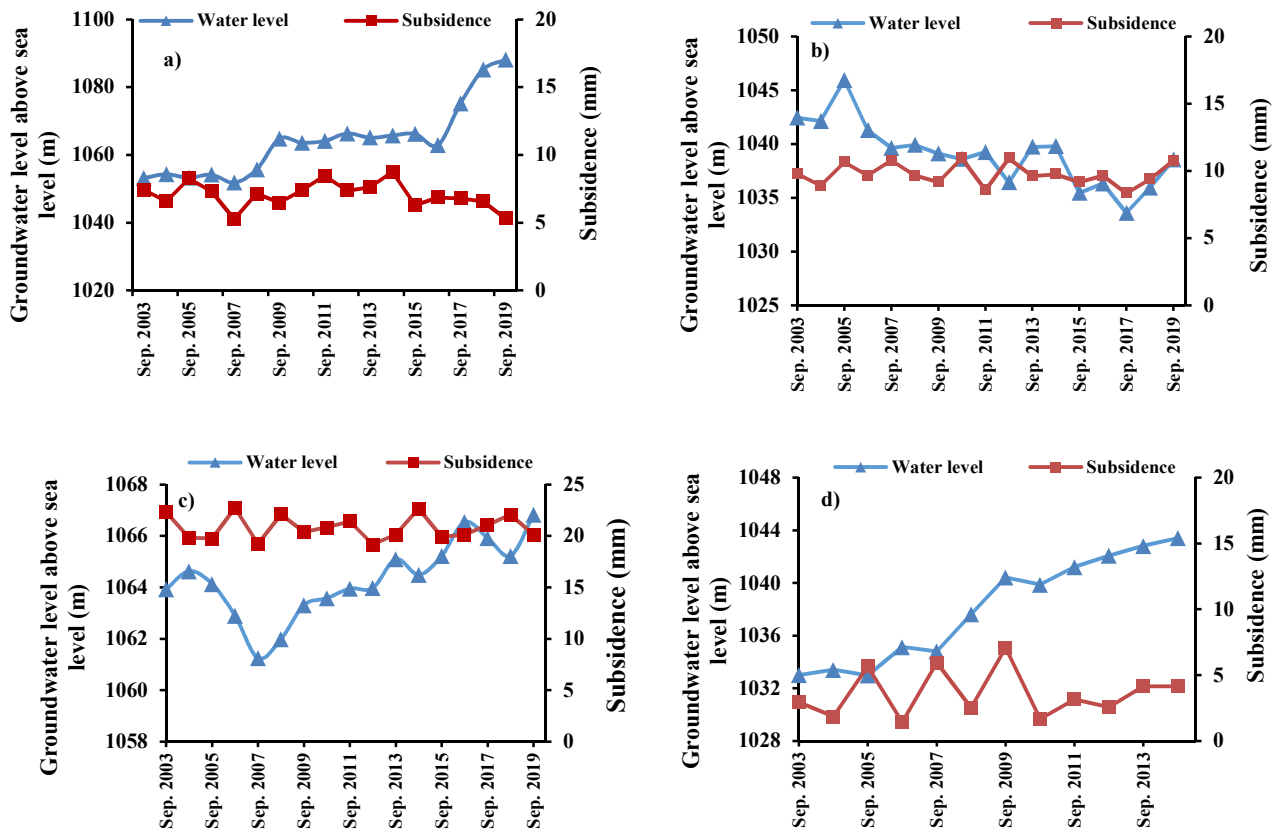 Water level
Subsidence
a)
Groundwater level above sea
level (m)
1100
1080
1060
1040
1020
20
15
10
5
0
Subsidence (mm)
Sep. 2003
Sep. 2005
Sep. 2007
Sep. 2009
Sep. 2011
Sep. 2013
Sep. 2015
Sep. 2017
Sep. 2019
Water level
Subsidence
b)
Groundwater level above sea
level (m)
1050
1045
1040
1035
1030
1025
20
15
10
5
0
Subsidence (mm)
Sep. 2003
Sep. 2005
Sep. 2007
Sep. 2009
Sep. 2011
Sep. 2013
Sep. 2015
Sep. 2017
Sep. 2019
Water level
Subsidence
c)
Groundwater level above sea
level (m)
1068
1066
1064
1062
1060
1058
25
20
15
10
5
0
Subsidence (mm)
Sep. 2003
Sep. 2005
Sep. 2007
Sep. 2009
Sep. 2011
Sep. 2013
Sep. 2015
Sep. 2017
Sep. 2019
Water level
Subsidence
d)
Groundwater level above sea
level (m)
1048
1044
1040
1036
1032
1028
20
15
10
5
0
Subsidence (mm)
Sep. 2003
Sep. 2005
Sep. 2007
Sep. 2009
Sep. 2011
Sep. 2013